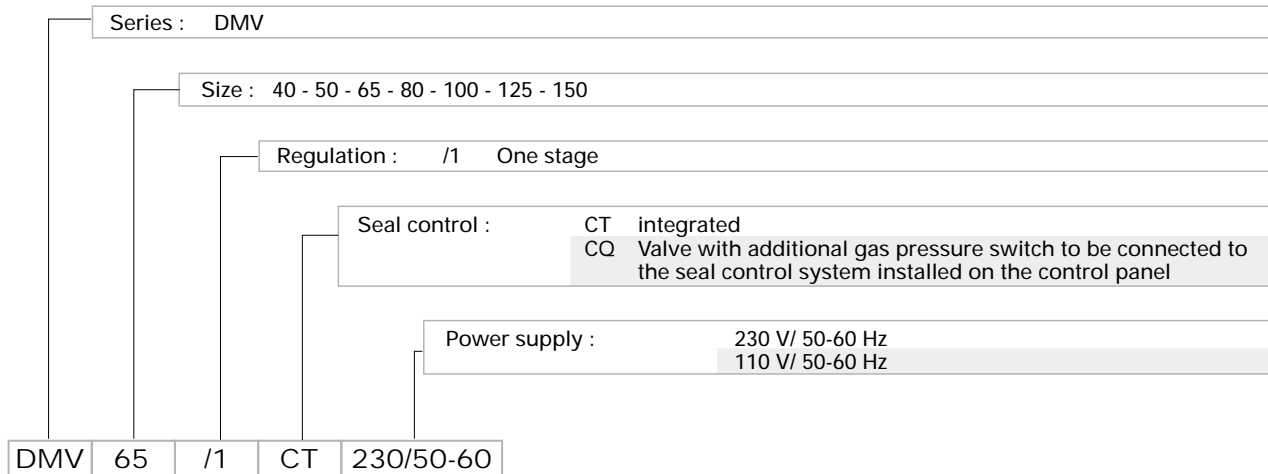 Series : DMV
Size : 40 - 50 - 65 - 80 - 100 - 125 - 150
Regulation : /1 One stage
Seal control : CT integrated
CQ Valve with additional gas pressure switch to be connected to
the seal control system installed on the control panel
Power supply : 230 V/ 50-60 Hz
110 V/ 50-60 Hz
DMV 65 /1 CT 230/50-60